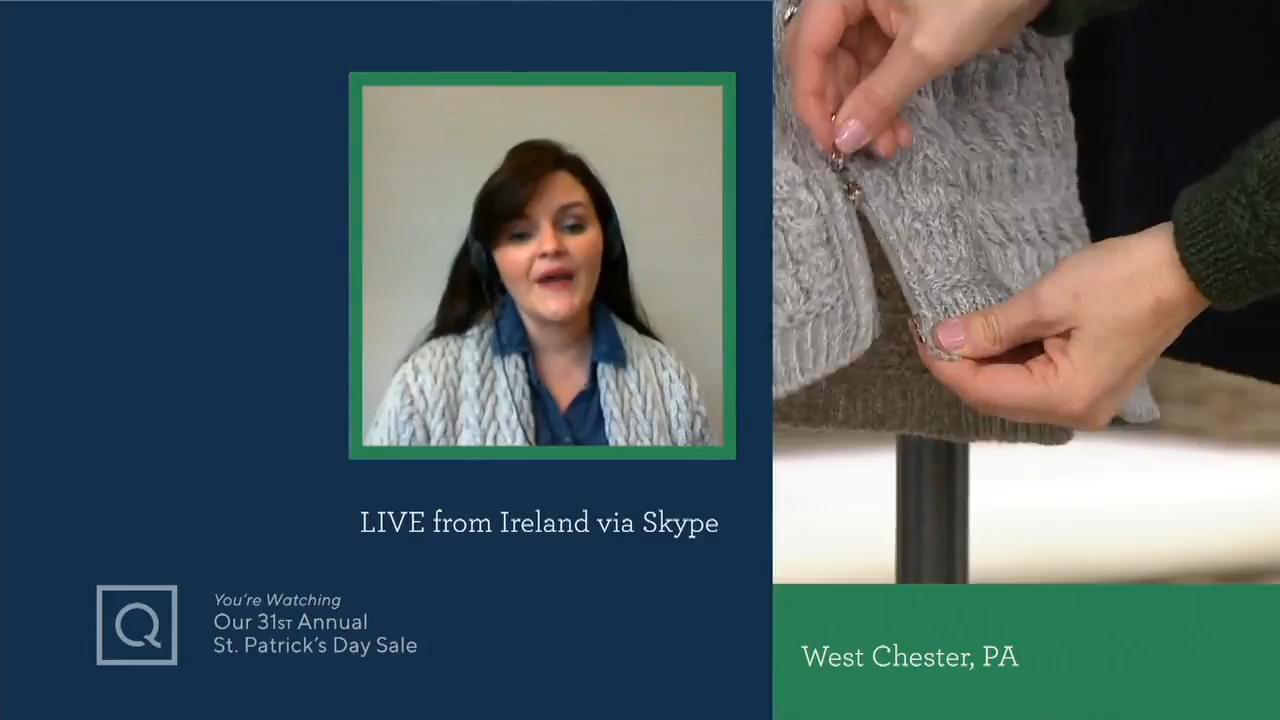 LIVE from Ireland via Skype
Q
You're Watching
Our 31ST Annual
St. Patrick's Day Sale
West Chester, PA